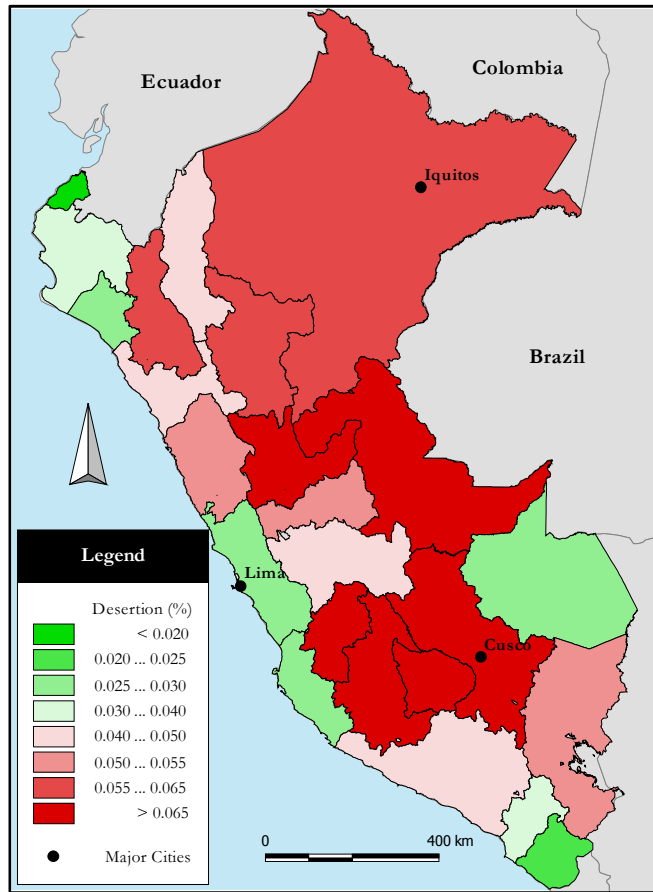 Colombia
Ecuador
Iquitos
Brazil
Legend
Lima
Desertion (%)
< 0.020
0.020 ... 0.025
0.025 ... 0.030
0.030 ... 0.040
0.040 ... 0.050
0.050 ... 0.055
0.055 ... 0.065
> 0.065
Major Cities
Cusco
0 400 km